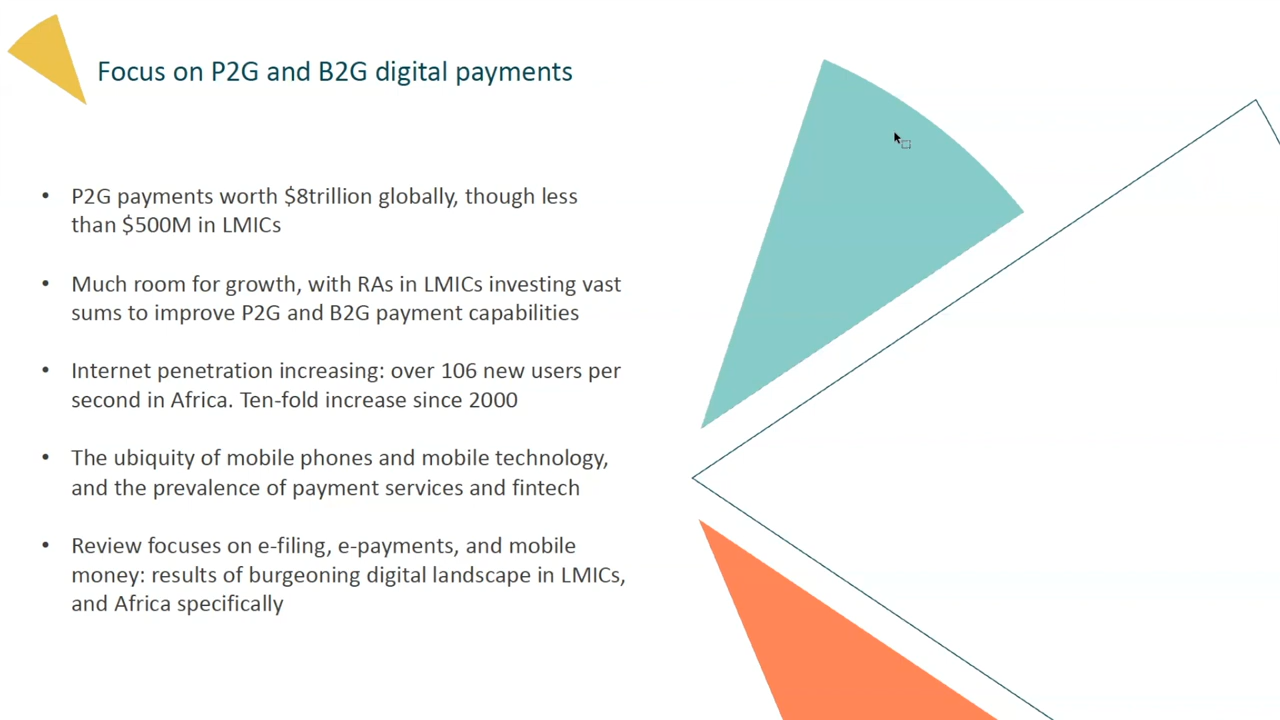 Focus on P2G and B2G digital payments
• P2G payments worth $8trillion globally, though less
than $500M in LMICs
• Much room for growth, with RAs in LMICs investing vast
sums to improve P2G and B2G payment capabilities
• Internet penetration increasing: over 106 new users per
second in Africa. Ten-fold increase since 2000
• The ubiquity of mobile phones and mobile technology,
and the prevalence of payment services and fintech
• Review focuses on e-filing, e-payments, and mobile
money: results of burgeoning digital landscape in LMICs,
and Africa specifically